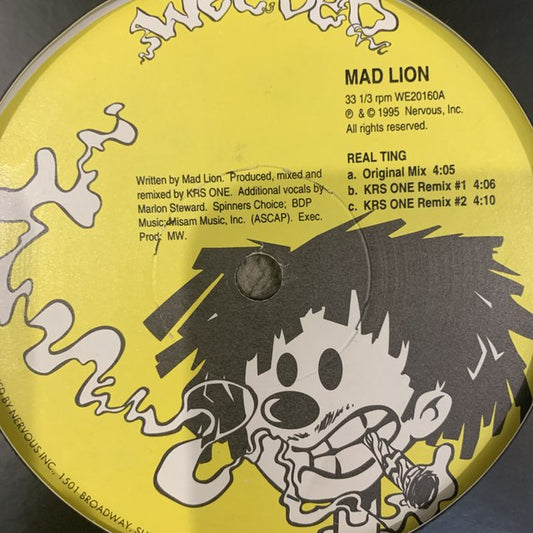 WEEDED
MAD LION
33 1/3 rpm WE20160A
℗ & © 1995 Nervous, Inc.
All rights reserved.
REAL TING
a. Original Mix 4:05
b. KRS ONE Remix #1 4:06
c. KRS ONE Remix #2 4:10
Written by Mad Lion. Produced, mixed and
remixed by KRS ONE. Additional vocals by
Marlon Steward. Spinners Choice; BDP
Music;Misam Music, Inc. (ASCAP). Exec.
Prod; MW.
BY NERVOUS INC., 1501 BROADWAY,